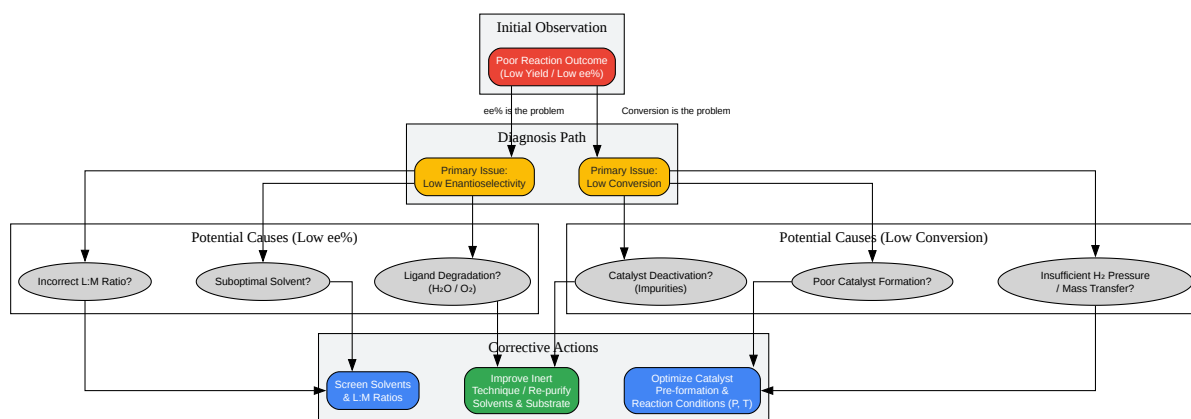 Initial Observation
Poor Reaction Outcome
(Low Yield / Low ee%)
ee% is the problem
Conversion is the problem
Diagnosis Path
Primary Issue:
Low Enantioselectivity
Primary Issue:
Low Conversion
Potential Causes (Low ee%)
Incorrect L:M Ratio?
Suboptimal Solvent?
Ligand Degradation?
(H₂O / O₂)
Potential Causes (Low Conversion)
Catalyst Deactivation?
(Impurities)
Poor Catalyst Formation?
Insufficient H₂ Pressure
/ Mass Transfer?
Corrective Actions
Screen Solvents
& L:M Ratios
Improve Inert
Technique / Re-purify
Solvents & Substrate
Optimize Catalyst
Pre-formation &
Reaction Conditions (P, T)